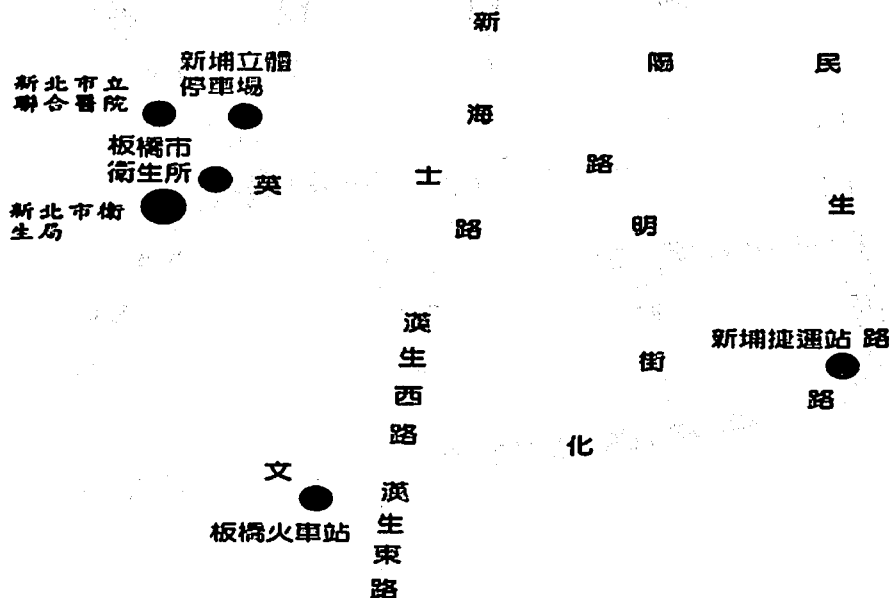 新海路
陽明街
民生路
新埔立體
停車場
新北市立
聯合醫院
板橋市
衛生所
新北市衛
生局
英士路
漢生西路
新埔捷運站
文化路
板橋火車站
漢生東路